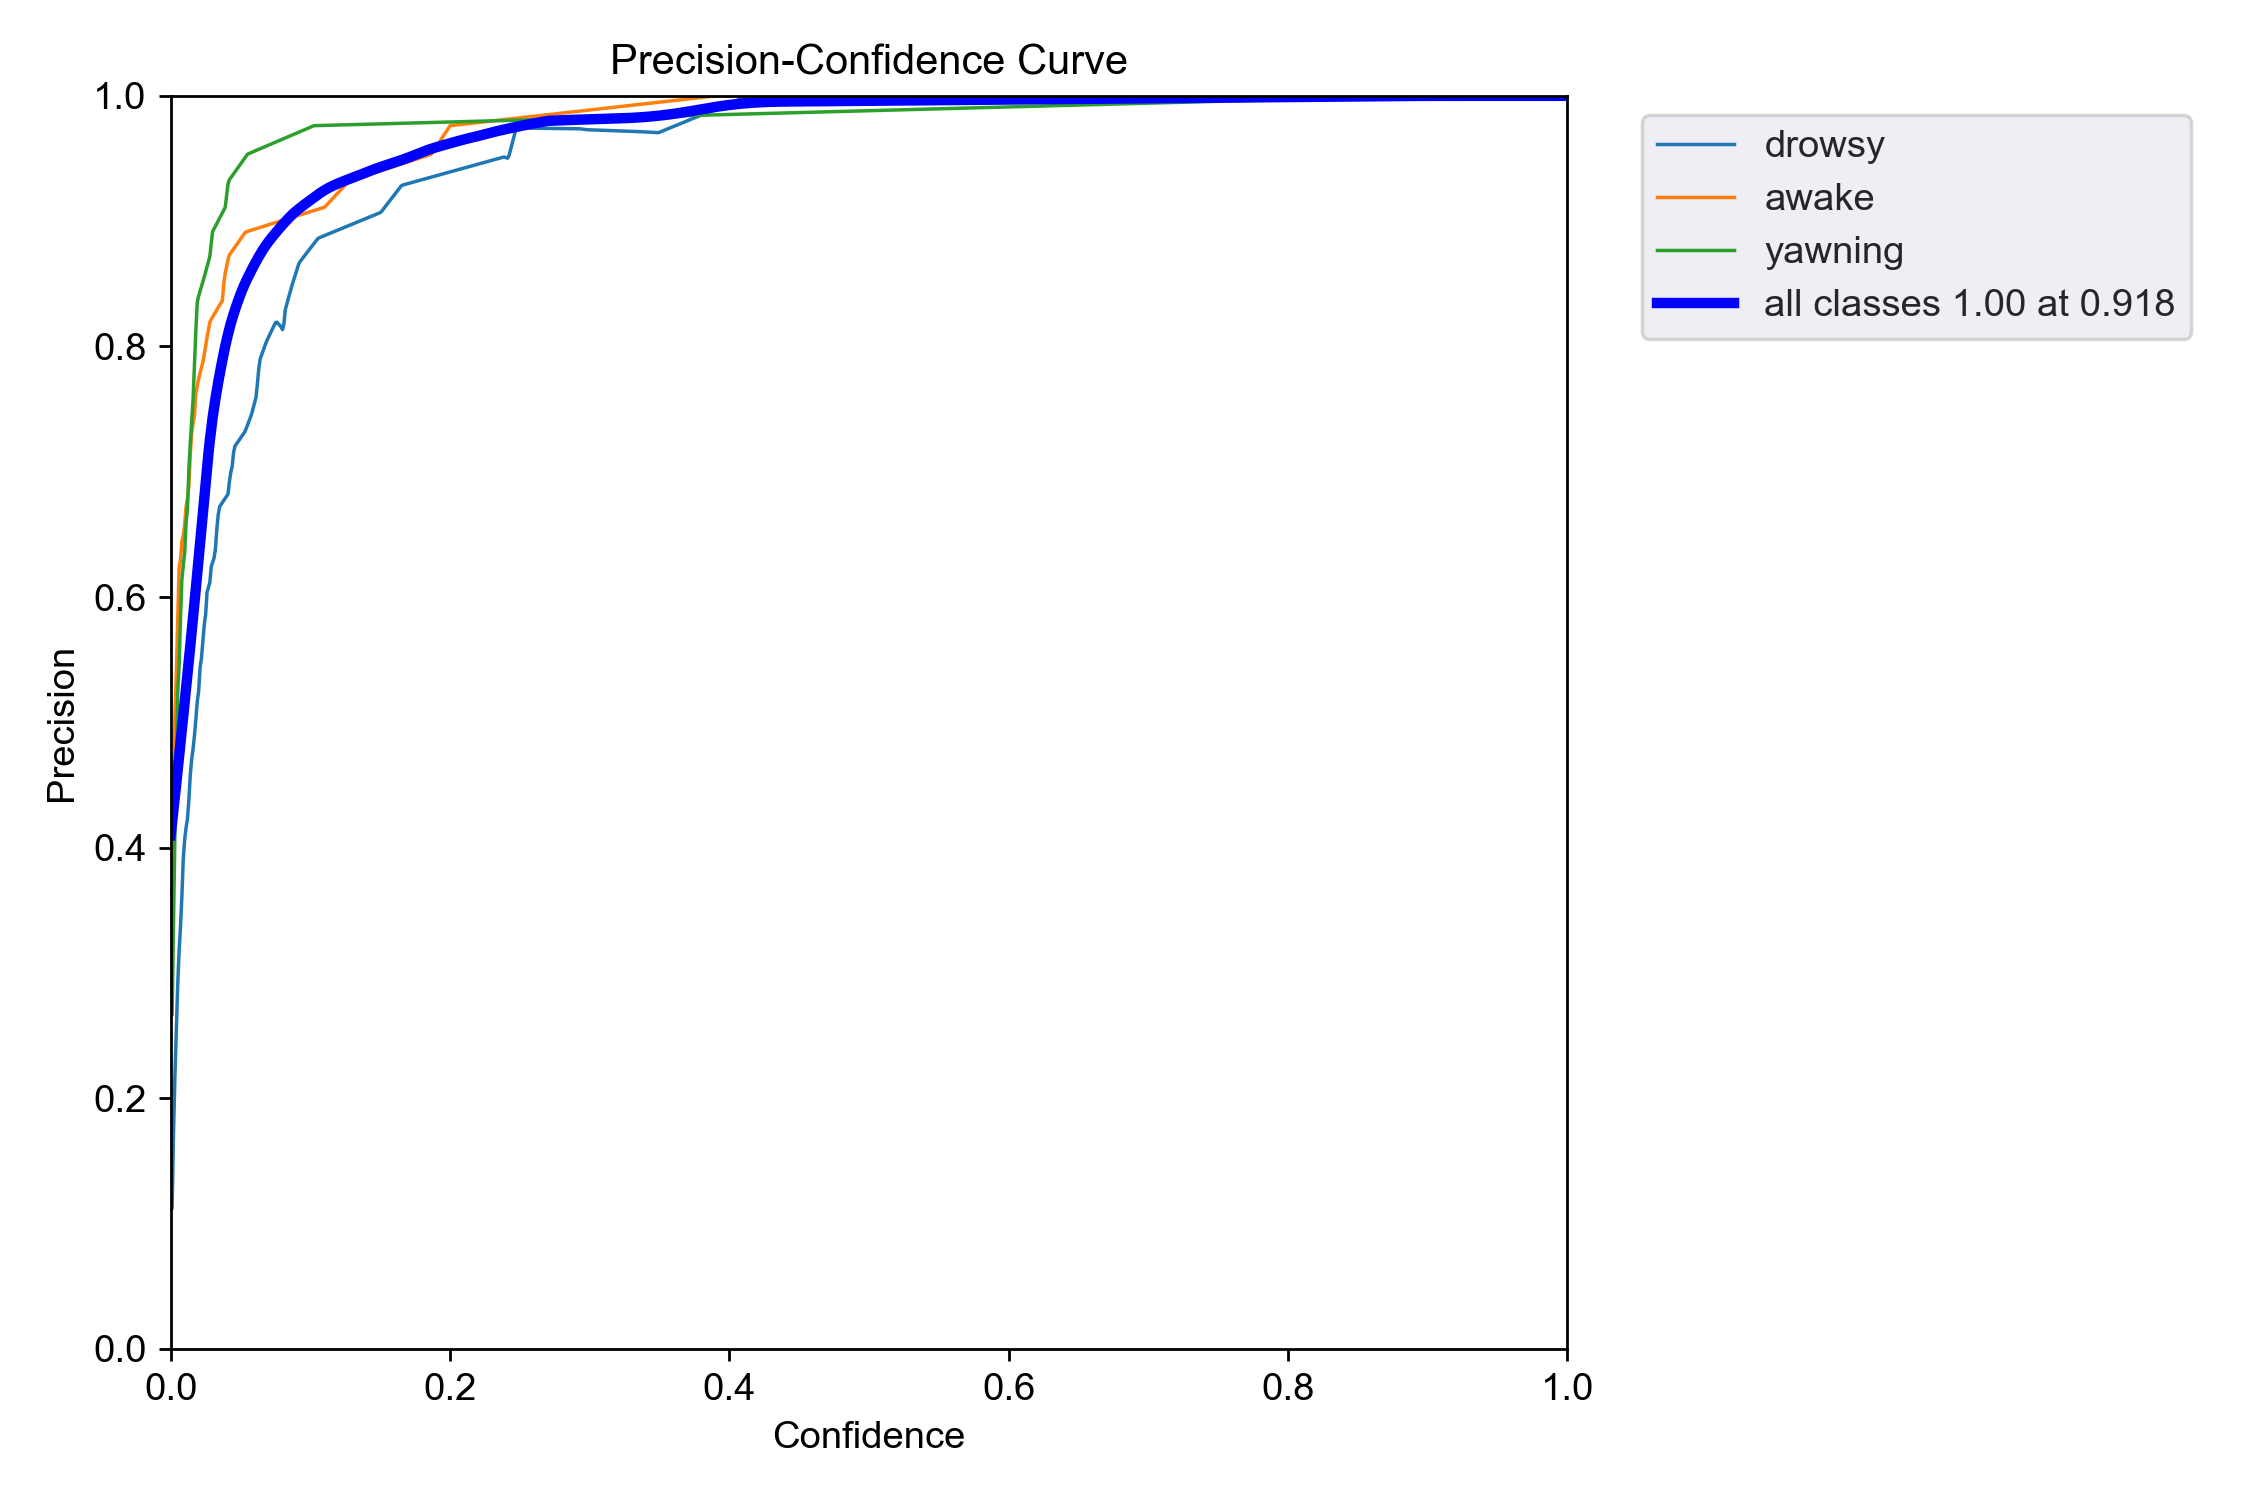 Precision-Confidence Curve
1.0
0.8
0.6
0.4
0.2
0.0
Precision
0.0 0.2 0.4 0.6 0.8 1.0
Confidence
drowsy
awake
yawning
all classes 1.00 at 0.918